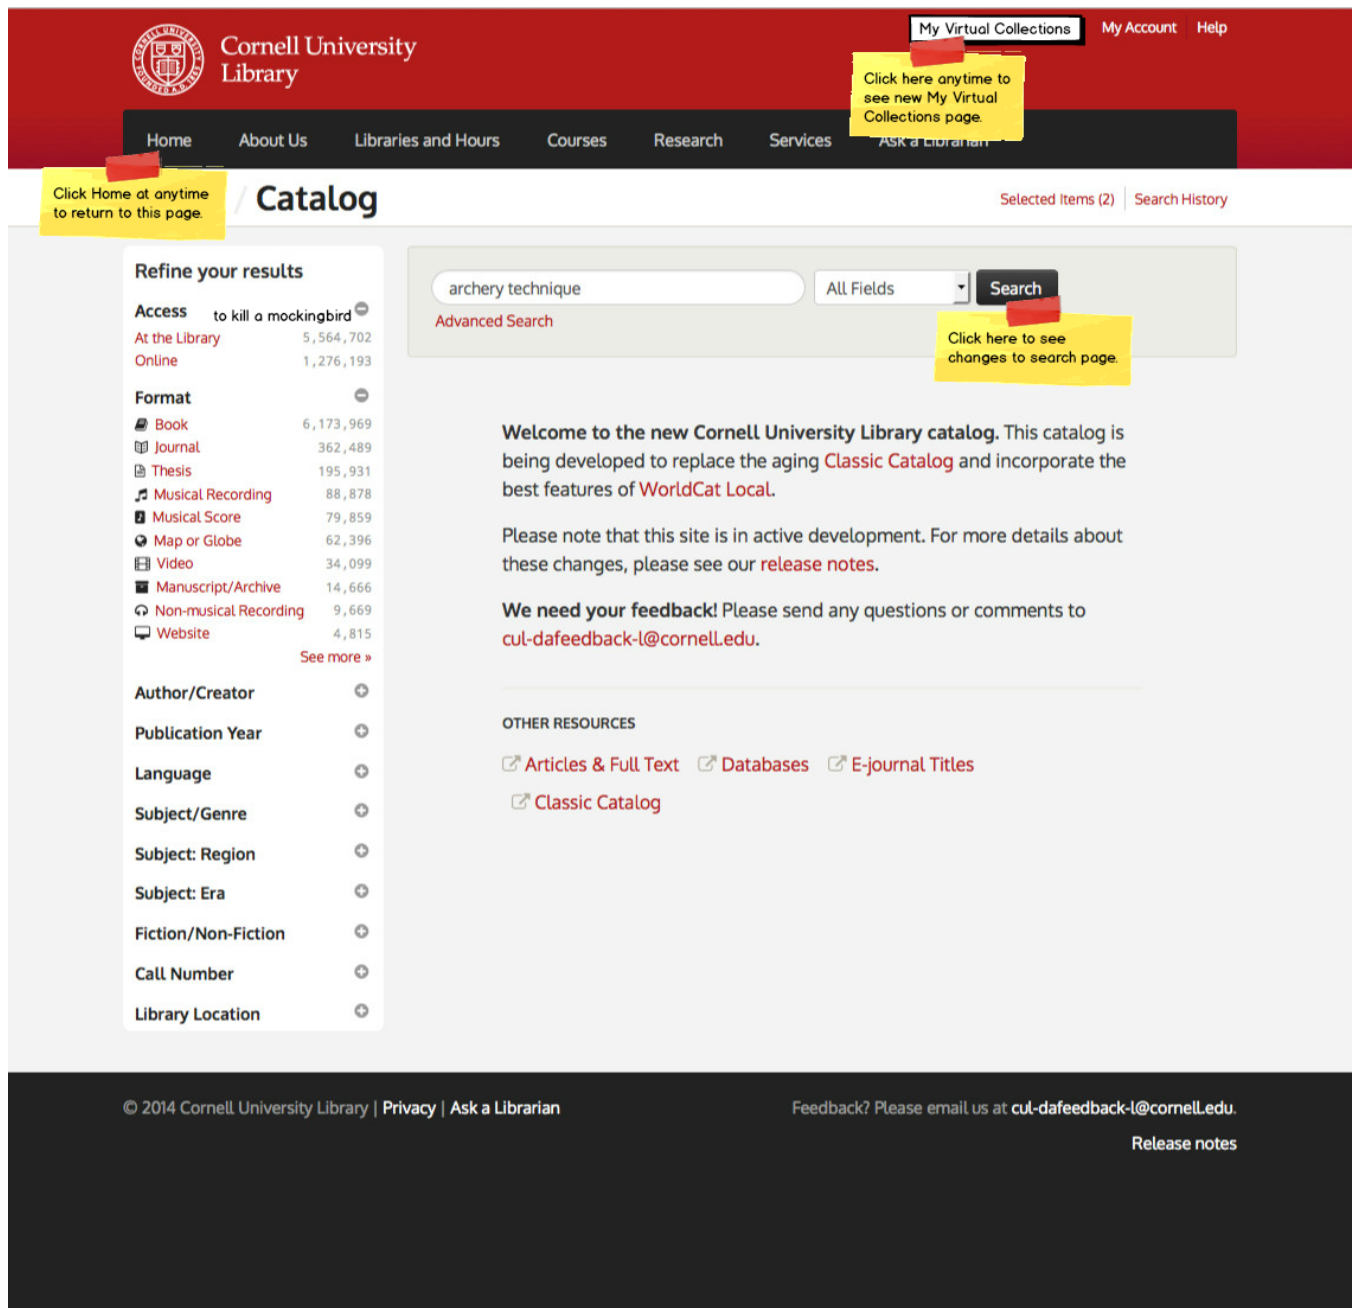 Cornell University
Library
My Virtual Collections
My Account
Help
Click here anytime to
see new My Virtual
Collections page.
Home
About Us
Libraries and Hours
Courses
Research
Services
Ask a Librarian
Click Home at anytime
to return to this page.
/ Catalog
Selected Items (2)
Search History
Refine your results
Access
to kill a mockingbird
At the Library 5,564,702
Online 1,276,193
Format
Book 6,173,969
Journal 362,489
Thesis 195,931
Musical Recording 88,878
Musical Score 79,859
Map or Globe 62,396
Video 34,099
Manuscript/Archive 14,666
Non-musical Recording 9,669
Website 4,815
See more »
Author/Creator
Publication Year
Language
Subject/Genre
Subject: Region
Subject: Era
Fiction/Non-Fiction
Call Number
Library Location
archery technique
All Fields
Search
Advanced Search
Click here to see
changes to search page.
Welcome to the new Cornell University Library catalog. This catalog is
being developed to replace the aging Classic Catalog and incorporate the
best features of WorldCat Local.
Please note that this site is in active development. For more details about
these changes, please see our release notes.
We need your feedback! Please send any questions or comments to
cul-dafeedback-l@cornell.edu.
OTHER RESOURCES
Articles & Full Text
Databases
E-journal Titles
Classic Catalog
© 2014 Cornell University Library | Privacy | Ask a Librarian
Feedback? Please email us at cul-dafeedback-l@cornell.edu.
Release notes